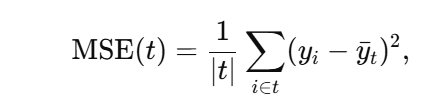 MSE(t) = \frac{1}{|t|} \sum_{i \in t} (y_i - \bar{y}_t)^2,